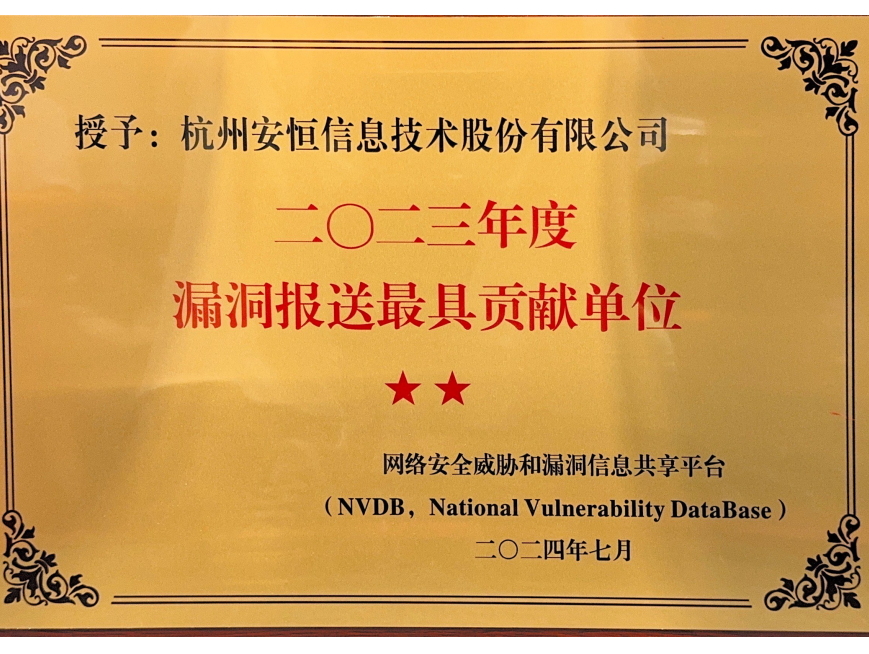 授予：杭州安恒信息技术股份有限公司
二〇二三年度
漏洞报送最具贡献单位
★★
网络安全威胁和漏洞信息共享平台
（NVDB，National Vulnerability DataBase）
二〇二四年七月